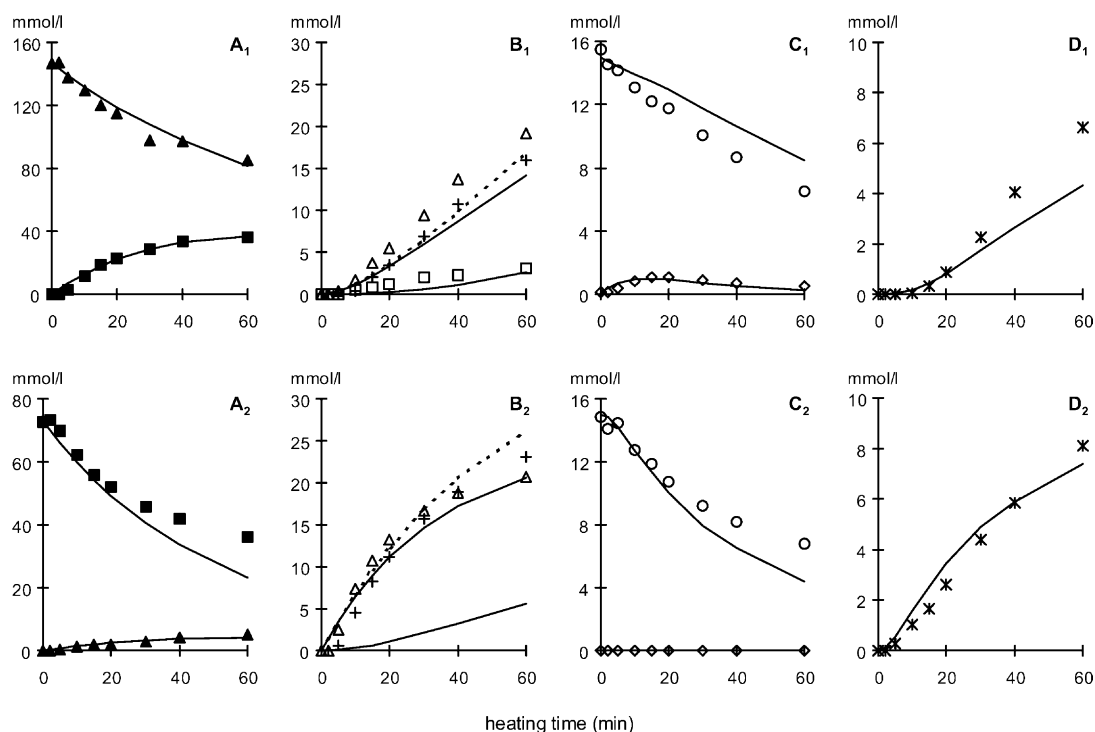 mmol/l mmol/l mmol/l mmol/l
160 A1 30 B1 16 C1 10 D1
120 25 12 8
80 20 8 6
40 15 4 4
0 10 0 2
5 0
0
0 20 40 60 0 20 40 60 0 20 40 60 0 20 40 60
mmol/l mmol/l mmol/l mmol/l
80 A2 30 B2 16 C2 10 D2
60 25 12 8
40 20 8 6
20 15 4 4
0 10 0 2
5 0
0
0 20 40 60 0 20 40 60 0 20 40 60 0 20 40 60
heating time (min)